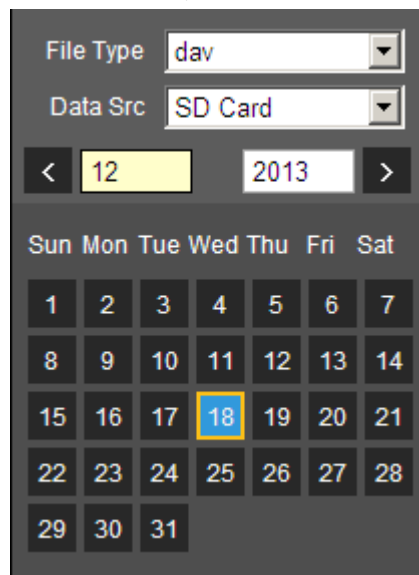 File Type dav
Data Src SD Card
< 12 2013 >
Sun Mon Tue Wed Thu Fri Sat
1 2 3 4 5 6 7
8 9 10 11 12 13 14
15 16 17 18 19 20 21
22 23 24 25 26 27 28
29 30 31